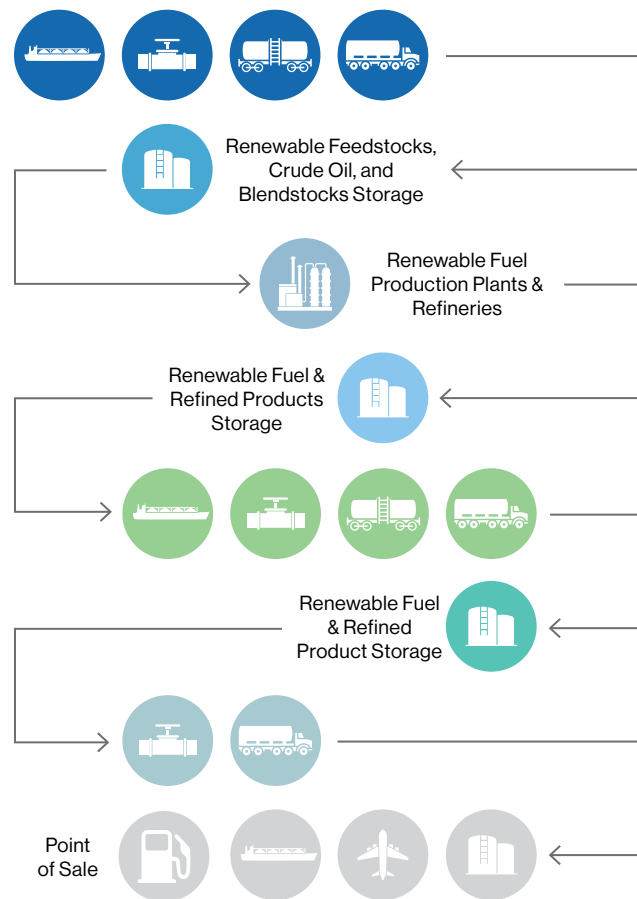 Renewable Feedstocks,
Crude Oil, and
Blendstocks Storage
Renewable Fuel
Production Plants &
Refineries
Renewable Fuel &
Refined Products
Storage
Renewable Fuel
& Refined
Product Storage
Point
of Sale